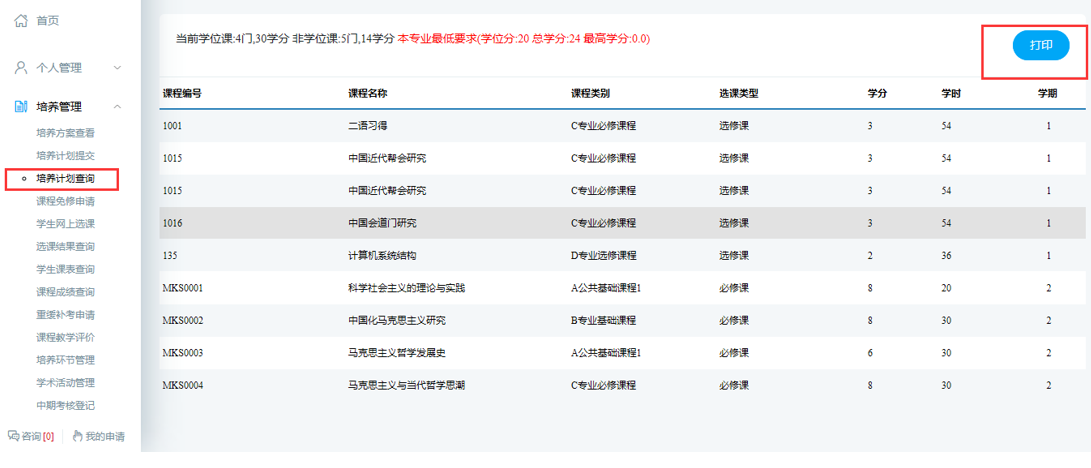 首页
个人管理
培养管理
培养方案查看
培养计划提交
培养计划查询
课程免修申请
学生网上选课
选课结果查询
学生课表查询
课程成绩查询
重缓补考申请
课程教学评价
培养环节管理
学术活动管理
中期考核登记
咨询[0] 我的申请
当前学位课:4门,30学分 非学位课:5门,14学分 本专业最低要求(学位分:20 总学分:24 最高学分:0.0)
打印
课程编号 课程名称 课程类别 选课类型 学分 学时 学期
1001 二语习得 C专业必修课程 选修课 3 54 1
1015 中国近代帮会研究 C专业必修课程 选修课 3 54 1
1015 中国近代帮会研究 C专业必修课程 选修课 3 54 1
1016 中国会道门研究 C专业必修课程 选修课 3 54 1
135 计算机系统结构 D专业选修课程 选修课 2 36 1
MKS0001 科学社会主义的理论与实践 A公共基础课程1 必修课 8 20 2
MKS0002 中国化马克思主义研究 B专业基础课程 必修课 8 30 2
MKS0003 马克思主义哲学发展史 A公共基础课程1 必修课 6 30 2
MKS0004 马克思主义与当代哲学思潮 C专业必修课程 必修课 8 30 2